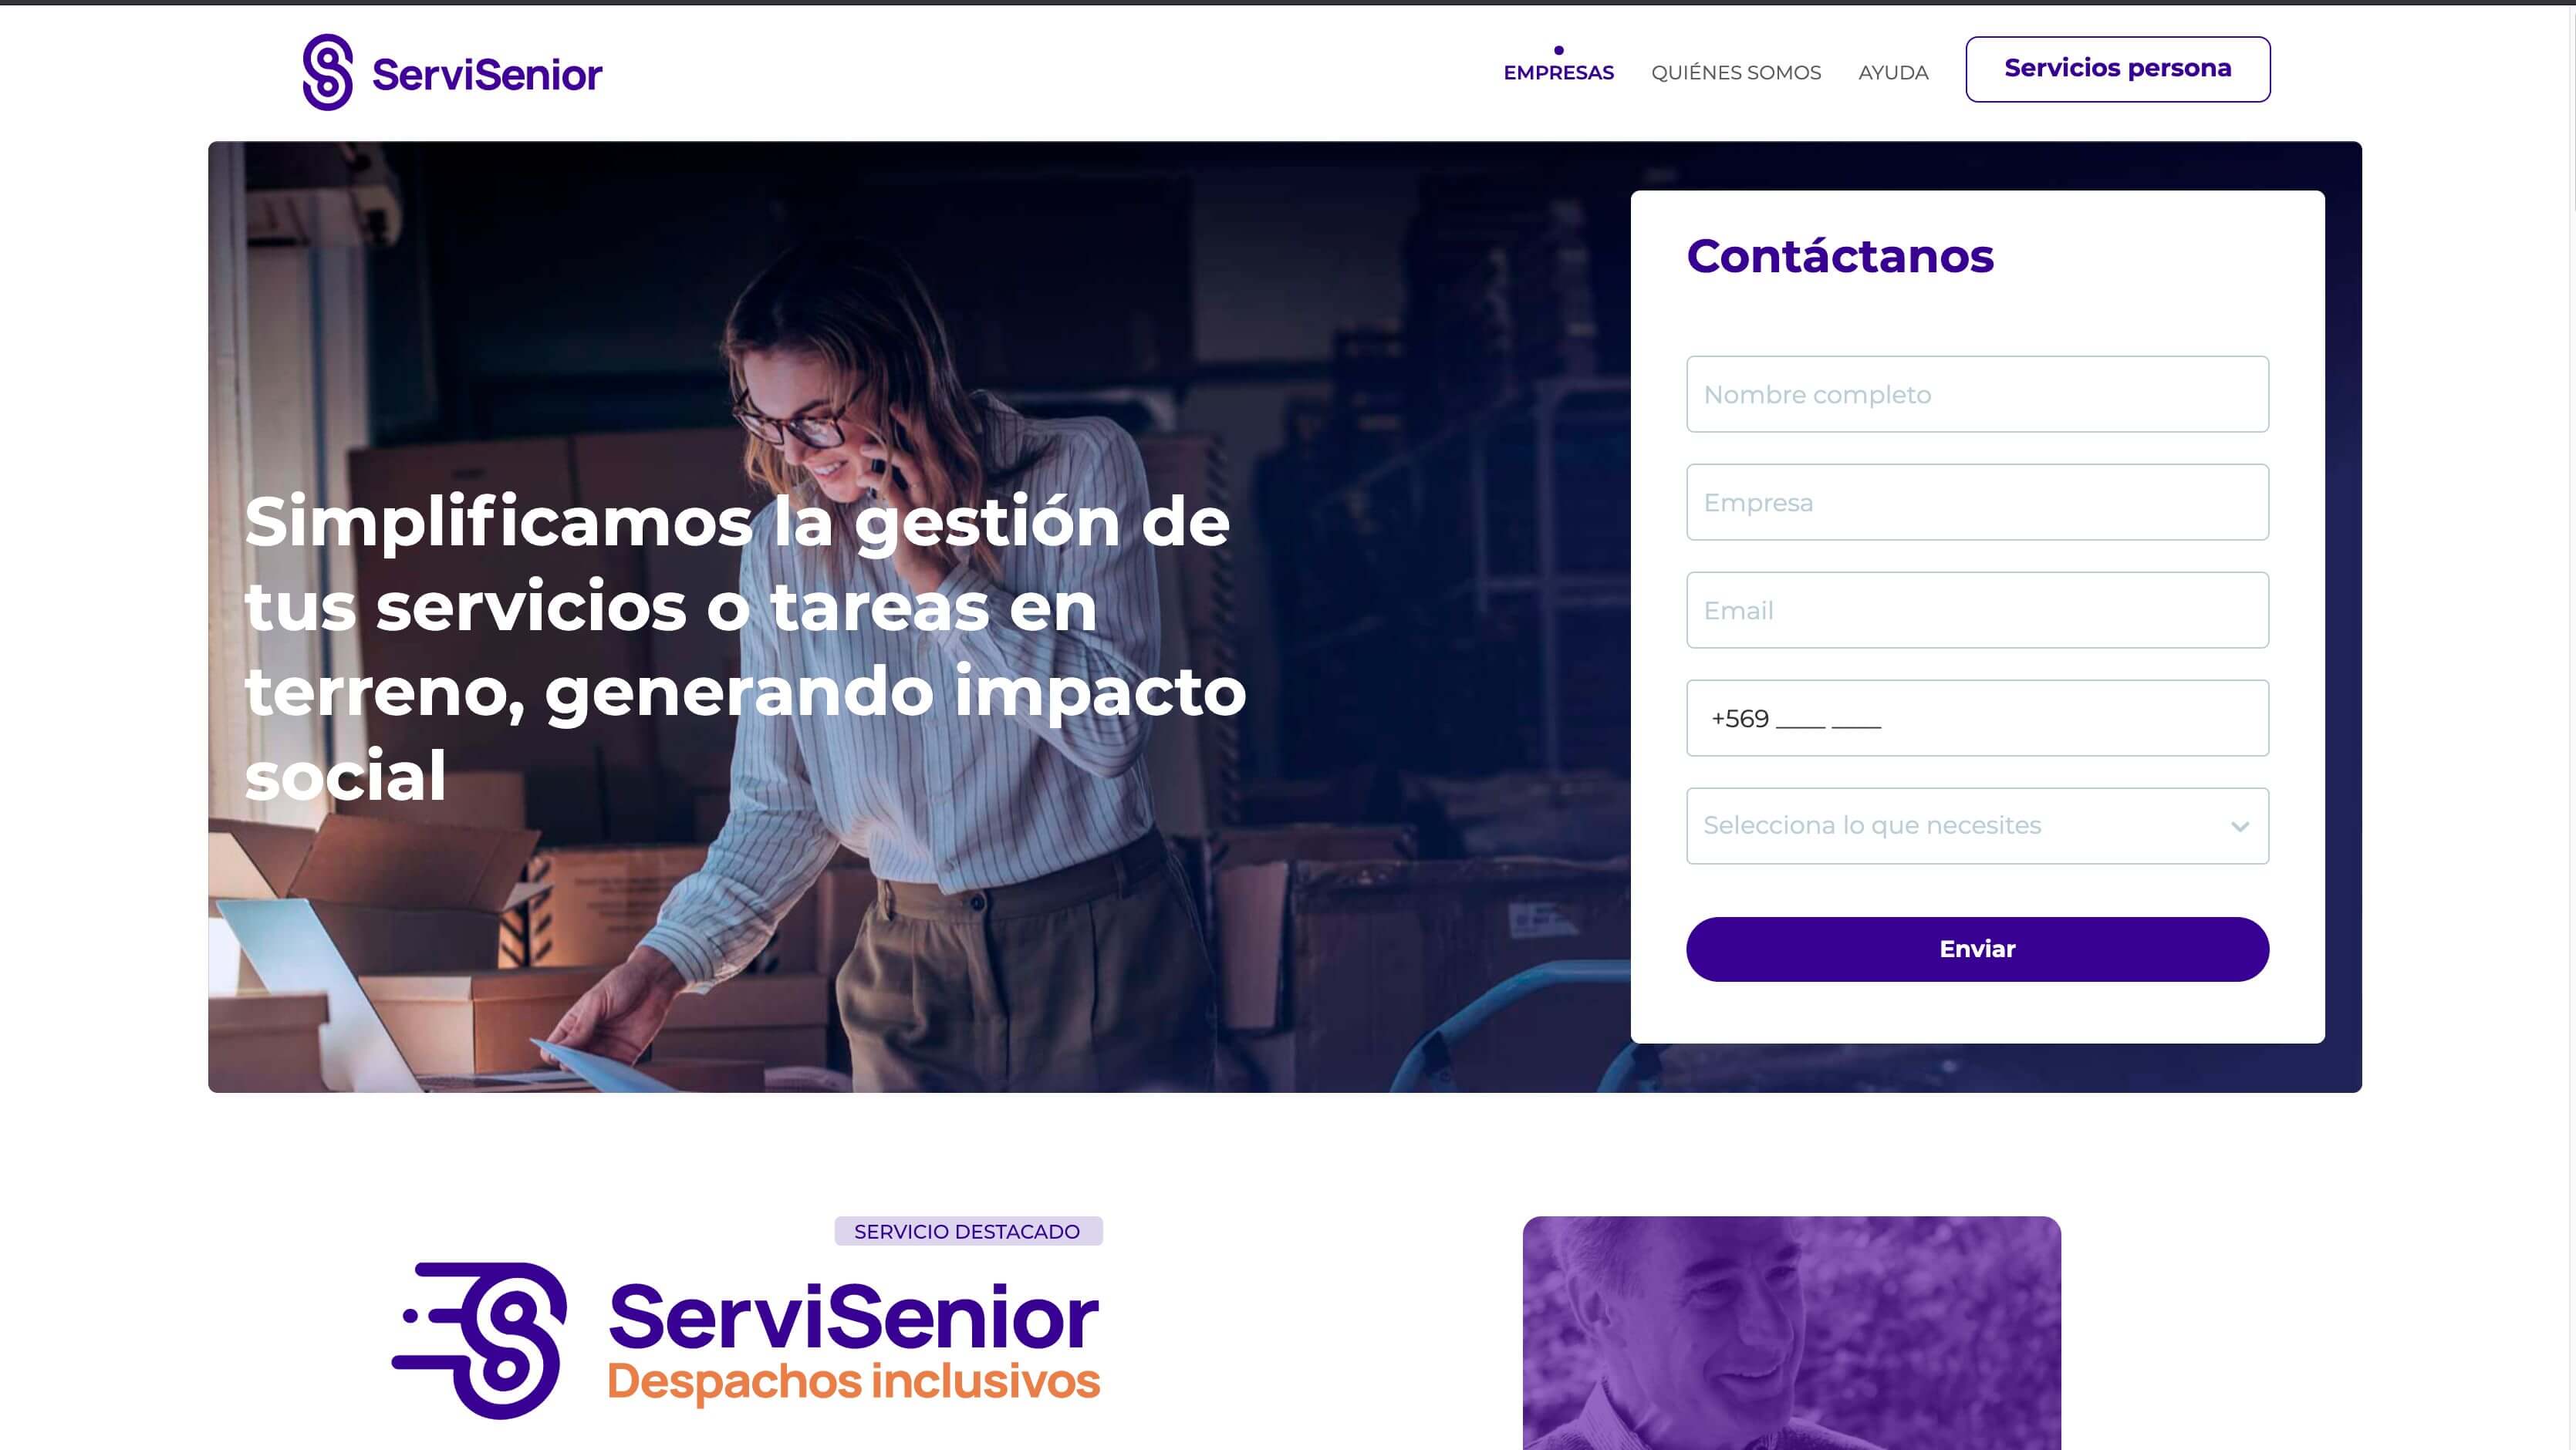 ServiSenior
EMPRESAS
QUIÉNES SOMOS
AYUDA
Servicios persona
Simplificamos la gestión de
tus servicios o tareas en
terreno, generando impacto
social
Contáctanos
Nombre completo
Empresa
Email
+569 ____ ____
Selecciona lo que necesites
Enviar
SERVICIO DESTACADO
ServiSenior
Despachos inclusivos